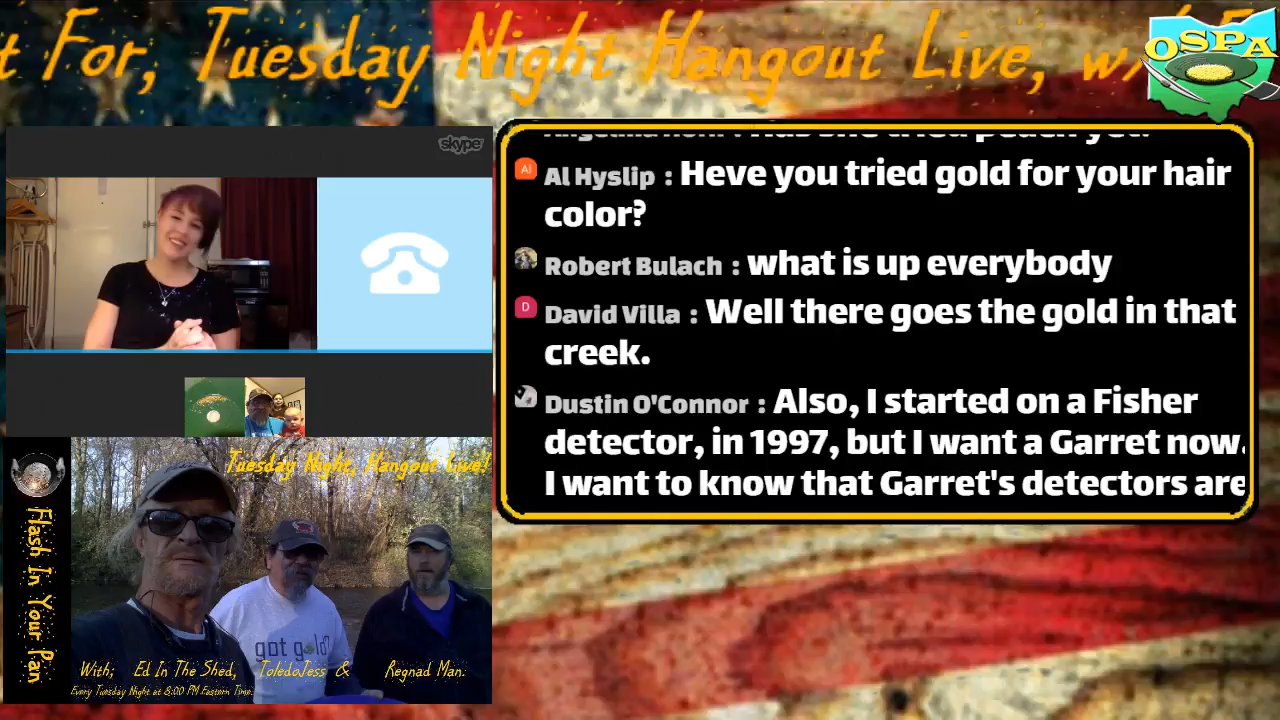 t For, Tuesday Night Hangout Live, w/
OSPA
skype
Al Hyslip : Heve you tried gold for your hair
color?
Robert Bulach : what is up everybody
David Villa : Well there goes the gold in that
creek.
Dustin O'Connor : Also, I started on a Fisher
detector, in 1997, but I want a Garret now.
I want to know that Garret's detectors are
Tuesday Night, Hangout Live!
Flash In Your Pan
got gold?
With; Ed In The Shed, ToledoJess & Regnad Man.
Every Tuesday Night at 8:00 PM Eastern Time.